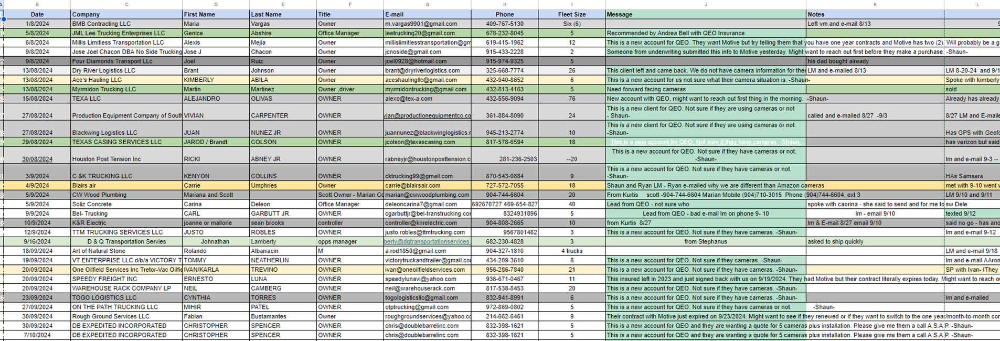 A B C D E F G H I J K L
Date Company First Name Last Name Title E-mail Phone Fleet Size Message Notes
1/8/2024 BMB Contracting LLC Maria Vargas Owner m.vargas9901@gmail.com 409-767-5130 Six (6) Left vm and e-mail 8/13 9
5/8/2024 JML Lee Trucking Enterprises LLC Genice Abshire Office Manager leetrucking20@gmail.com 678-232-8045 5 Recommended by Andrea Bell with QEO Insurance.
6/8/2024 Millis Limitless Transportation LLC Alexis Mejia Owner millislimitlesstransportation@gm 619-415-1962 12 This is a new account for QEO. They want Motive but try telling them that you have one year contracts and Motive has two (2) Will probably be a g
9/8/2024 Jose Joel Chacon DBA No Side Trucking Jose J Chacon Owner jcnoside@gmail.com 915-433-2228 2 Someone from underwriting submitted this info to Motive yesterday. Might want to reach out first before they make a purchase. -Shaun-
9/8/2024 Four Diamonds Transport LLc Joel Ruiz Owner joel0928@hotmail.com 915-974-9325 5 his dad bought already
13/08/2024 Dry River Logistics LLC Brant Johnson Owner brant@dryriverlogistics.com 325-668-7774 26 This client left and came back. We do not have camera information for ther LM and e-mailed 8/13 LM 8-20-24 and 9/1
13/08/2024 Ace's Hauling LLC KIMBERLY ABILA Owner aceshaulingllc@gmail.com 432-940-8652 6 This is a new account for us not sure what their camera situation is. -Shaun- Spoke with kimberly
13/08/2024 Myrmidon Trucking LLC Martin Martinez Owner ,driver myrmidontrucking@gmail.com 432-813-4163 5 Need forward facing cameras sold
15/08/2024 TEXA LLC ALEJANDRO OLIVAS OWNER alexo@tex-a.com 432-556-9094 76 New account with QEO, might want to reach out first thing in the morning. -Shaun- Already has already
This is a new client for QEO. Not sure if they are using cameras or not
27/08/2024 Production Equipment Company of South VIVIAN CARPENTER OWNER vian@productionequipmentco.co 361-884-8090 24 - Shaun- called and e-mailed 8/27 -9/3 8/27 LM and E-maile
This is a new client for QEO. Not sure if they are using cameras or not.
27/08/2024 Blackwing Logistics LLC JUAN NUNEZ JR OWNER juannunez@blackwinglogistics.r 945-213-2774 10 -Shaun- Has GPS with Geofo
29/08/2024 TEXAS CASING SERVICES LLC JAROD / Brandt COLSON OWNER jcolson@texascasing.com 817-578-6594 18 This is a new account for QEO. Not sure if they have cameras. -Shaun- has verizon but said
This is a new account for QEO. Not sure if they have cameras or not.
30/08/2024 Houston Post Tension Inc RICKI ABNEY JR OWNER rabneyjr@houstonposttension.c 281-236-2503 --20 -Shaun- lm and e-mail 9-3 --
This is a new account for QEO. Not sure if they have cameras or not.
3/9/2024 C &K TRUCKING LLC KENYON COLLINS OWNER cktrucking99@gmail.com 870-543-0884 9 -Shaun- HAs Samsera
4/9/2024 Blairs air Carrie Umphries Owner carrie@blairsair.com 727-572-7055 18 Shaun and Ryan LM - Ryan e-mailed why we are different than Amazon cameras met with 9-10 went w
5/9/2024 CW Wood Plumbing Mariana and Scott Scott Owner - Marian Co marian@cwwoodplumbing.com 904-744-6604 20 From Kurtis scott -904-744-6604 Marian Mobile (904)710-3015 Phone (904)744-6604, ext 3 LM 9/10 and 9/11
5/9/2024 Soliz Concrete Carina Deleon Office Manager deleoncarina7@gmail.com 692670727 469-654-827 40 Lead from QEO - not sure who spoke with caorina - she said to send and for me to sw Dele
9/9/2024 Bel- Trucking CARL GARBUTT JR. OWNER cgarbuttjr@bel-transtrucking.cor 8324931896 5 Lead from QEO - bad e-mail lm on phone 9- 10 lm - email 9/10 texted 9/12
10/9/2024 K&R Electric joanne or mallorie sean brooks controller controller@knrelectric.com 904-808-2665 10 from Kurtis 8/27 lm & E-mail 8/27 email 9/10 said no go - has anc
12/9/2024 TTM TRUCKING SERVICES LLC JUSTO ROBLES OWNER justo.robles@ttmtrucking.com 9567801482 3 This is a new account for QEO. Not sure if they cameras. -Shaun- lm and e-mail 9-12
9/16/2024 D & Q Transportation Servies Johnathan Lamberty opps manager berty@dqtransportationservices. 682-230-4828 3 from Stephanus asked to ship quickly
18/09/2024 Art of Natural Stone Rolando Albarracin M a.rod1850@gmail.com 904-327-1810 4 trucks LM and e-mail 9/18
19/09/2024 VT ENTERPRISE LLC d/b/a VICTORY T TOMMY NEATHERLIN OWNER victorytruckandtrailer@gmail.co 434-209-3610 8 This is a new account for QEO. Not sure if they cameras. -Shaun- lm and e-mail AAron
20/09/2024 One Oilfield Services Inc Tretor-Vac Oilfie IVAN/KARLA TREVINO OWNER ivan@oneoilfieldservices.com 956-286-7840 21 This is a new account for QEO. Not sure if they cameras. -Shaun- SP with Ivan- IThey
20/09/2024 SPEEDY FREIGHT INC ERNESTO LUNA OWNER speedylunavi@yahoo.com 936-671-0467 11 This insured left in 2023 and just signed back with us on 9/19/2024. They had Motive but their contract literally expires today. Might want to reach ou
20/09/2024 WAREHOUSE RACK COMPANY LP NEIL CAMBERG OWNER neil@warehouserack.com 817-538-8453 20 This is a new account for QEO. Not sure if they cameras. -Shaun-
23/09/2024 TOGO LOGISTICS LLC CYNTHIA TORRES OWNER togologisticsllc@gmail.com 832-941-8991 6 This is a new account for QEO. Not sure if they cameras. -Shaun- lm and e-mailed
27/09/2024 ON THE PATH TRUCKING LLC MIHIR PATEL OWNER otptrucking@gmail.com 972-869-0802 5 This is a new account for QEO. Not sure if they have cameras or not. -Shaun-
30/09/2024 Rough Ground Services LLC Fabian Bustamantes Owner roughgroundservices@yahoo.cc 214-662-6461 9 Their contract with Motive just expired on 9/23/2024. Might want to see if they renewed or if they want to switch to the one year/month-to-month con
30/09/2024 DB EXPEDITED INCORPORATED CHRISTOPHER SPENCER OWNER chris@doublebarrelinc.com 832-398-1621 5 This is a new account for QEO and they are wanting a quote for 5 cameras plus installation. Please give me them a call A.S.A.P. -Shaun-
7/10/2024 DB EXPEDITED INCORPORATED CHRISTOPHER SPENCER OWNER chris@doublebarrelinc.com 832-398-1621 5 This is a new account for QEO and they are wanting a quote for 5 cameras plus installation. Please give me them a call A.S.A.P. -Shaun-